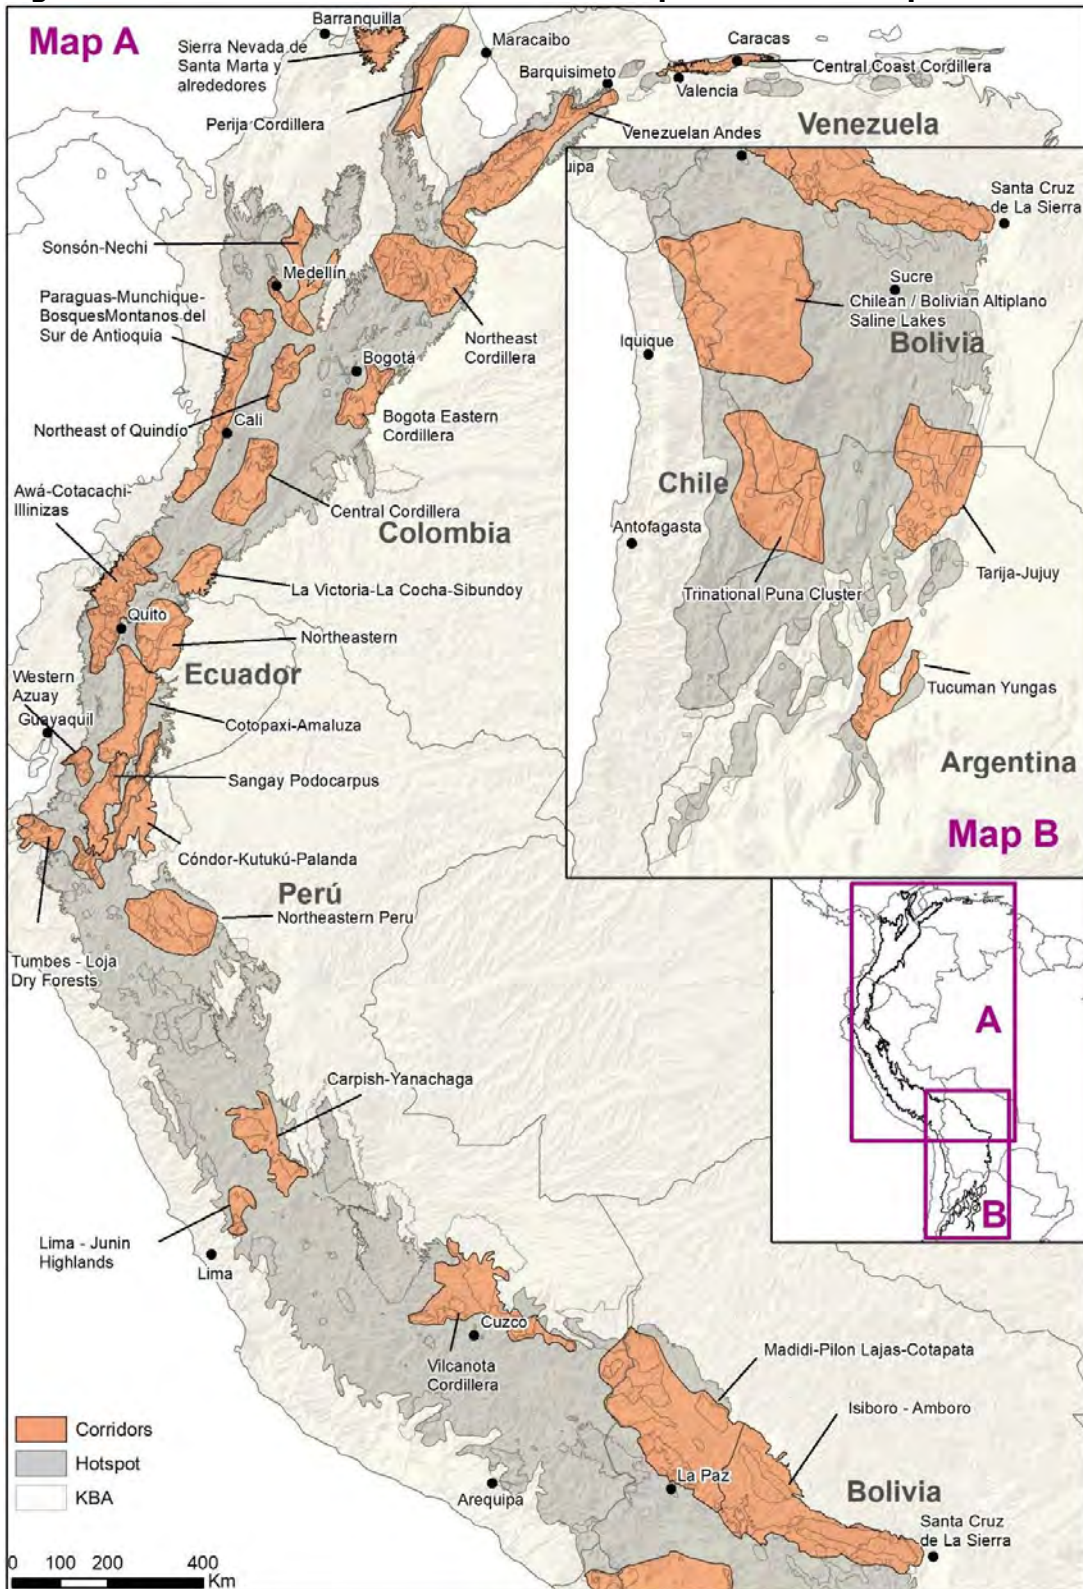 Map A
Barranquilla
Sierra Nevada de
Santa Marta y
alrededores
Maracaibo
Caracas
Central Coast Cordillera
Barquisimeto
Valencia
Perija Cordillera
Venezuelan Andes
Venezuela
Sonsón-Nechi
Medellín
Paraguas-Munchique-
BosquesMontanos del
Sur de Antioquia
Northeast
Cordillera
Bogotá
Northeast of Quindío
Cali
Bogota Eastern
Cordillera
Awá-Cotacachi-
Illinizas
Central Cordillera
Colombia
La Victoria-La Cocha-Sibundoy
Quito
Northeastern
Ecuador
Western
Azuay
Guayaquil
Cotopaxi-Amaluza
Sangay Podocarpus
Cóndor-Kutukú-Palanda
Perú
Northeastern Peru
Tumbes - Loja
Dry Forests
Carpish-Yanachaga
Lima - Junin
Highlands
Lima
Cuzco
Vilcanota
Cordillera
Madidi-Pilon Lajas-Cotapata
Isiboro - Amboro
La Paz
Arequipa
Bolivia
Santa Cruz
de La Sierra
Corridors
Hotspot
KBA
0 100 200 400
Km
uipa
Santa Cruz
de La Sierra
Sucre
Chilean / Bolivian Altiplano
Saline Lakes
Iquique
Bolivia
Chile
Antofagasta
Trinational Puna Cluster
Tarija-Jujuy
Tucuman Yungas
Argentina
Map B
A
B